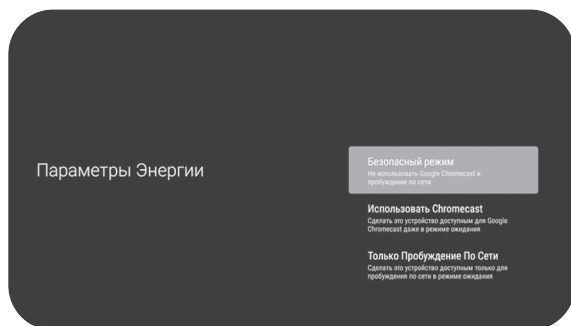 Параметры Энергии
Безопасный режим
Не использовать Google Chromecast и
пробуждение по сети
Использовать Chromecast
Сделать это устройство доступным для Google
Chromecast даже в режиме ожидания
Только Пробуждение По Сети
Сделать это устройство доступным только для
пробуждения по сети в режиме ожидания